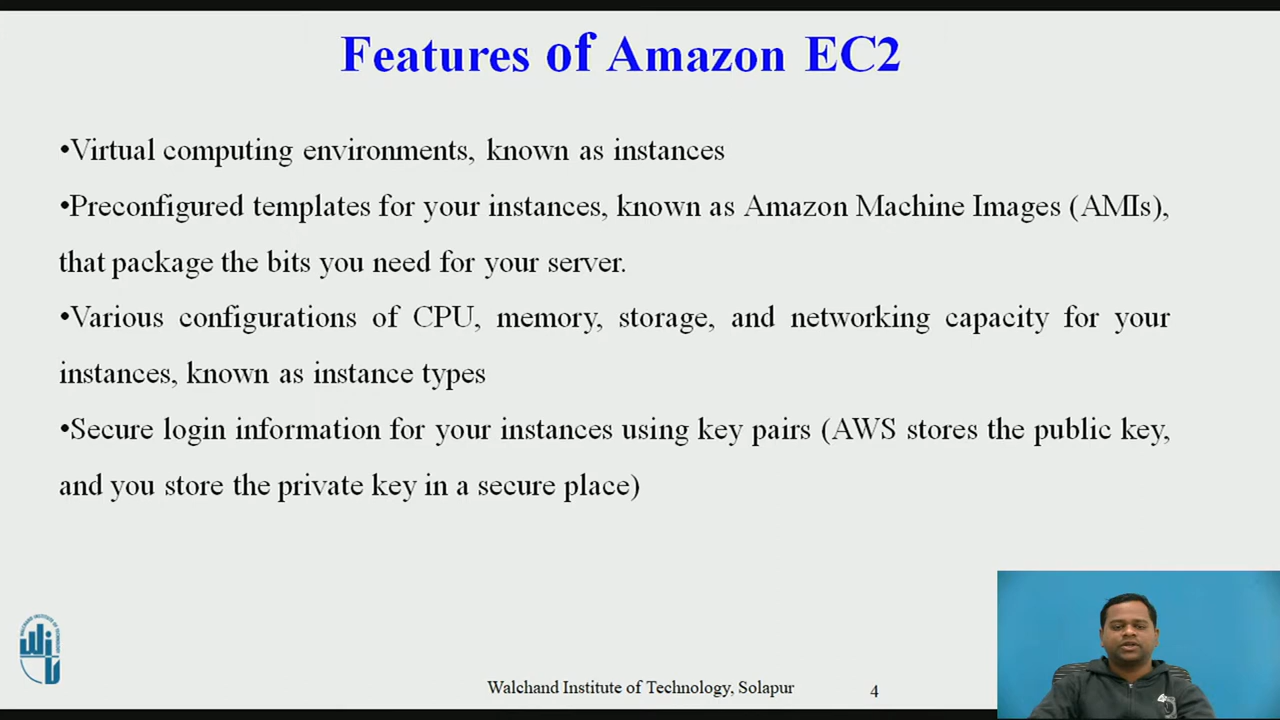 Features of Amazon EC2
•Virtual computing environments, known as instances
•Preconfigured templates for your instances, known as Amazon Machine Images (AMIs),
that package the bits you need for your server.
•Various configurations of CPU, memory, storage, and networking capacity for your
instances, known as instance types
•Secure login information for your instances using key pairs (AWS stores the public key,
and you store the private key in a secure place)
Walchand Institute of Technology, Solapur
4